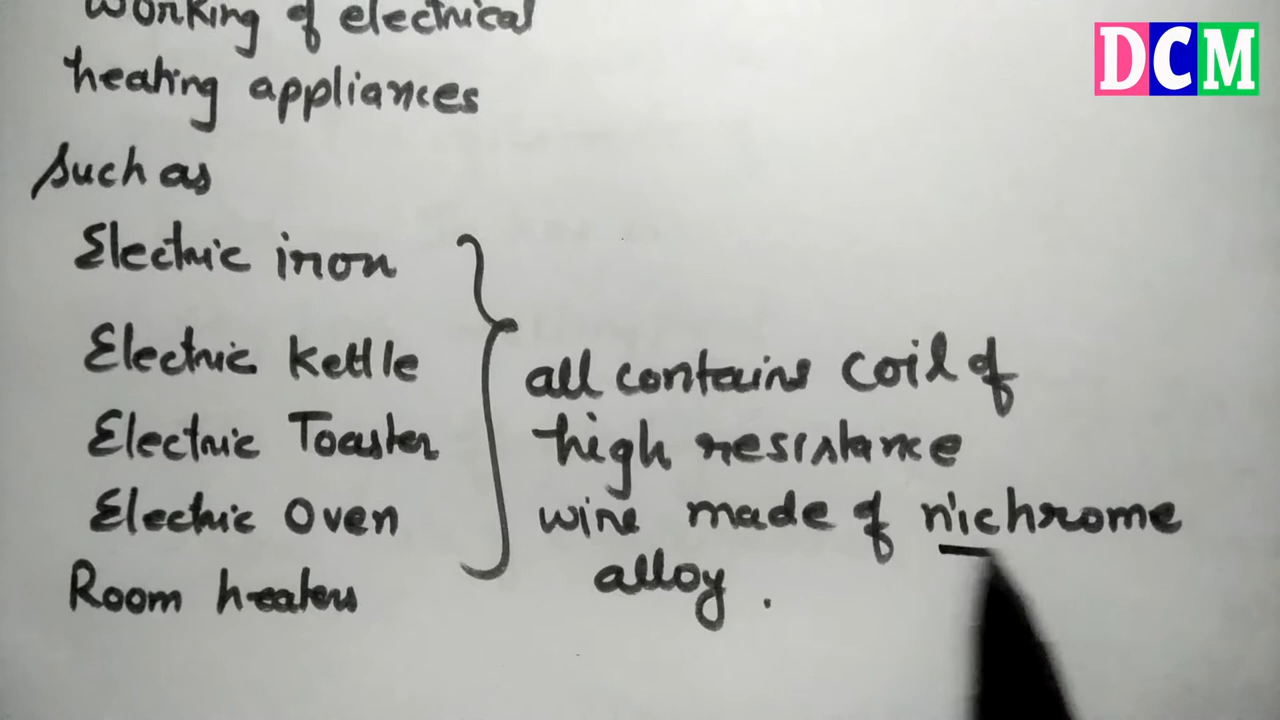 working of electrical
heating appliances
such as
Electric iron
Electric Kettle
Electric Toaster
Electric Oven
Room heaters
all contains coil of
high resistance
wire made of nichrome
alloy.
DCM